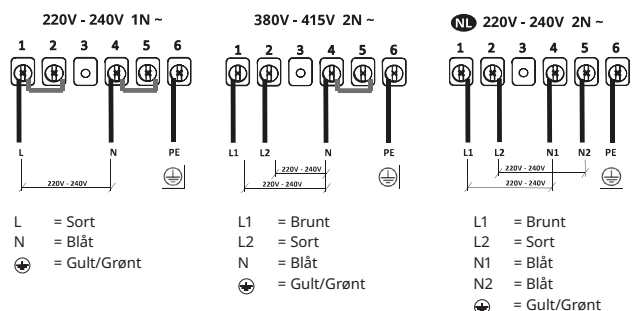 220V - 240V 1N ~
1 2 3 4 5 6
L N PE
220V - 240V
L = Sort
N = Blåt
= Gult/Grønt
380V - 415V 2N ~
1 2 3 4 5 6
L1 L2 N PE
220V - 240V
220V - 240V
L1 = Brunt
L2 = Sort
N = Blåt
= Gult/Grønt
NL 220V - 240V 2N ~
1 2 3 4 5 6
L1 L2 N1 N2 PE
220V - 240V
220V - 240V
L1 = Brunt
L2 = Sort
N1 = Blåt
N2 = Blåt
= Gult/Grønt